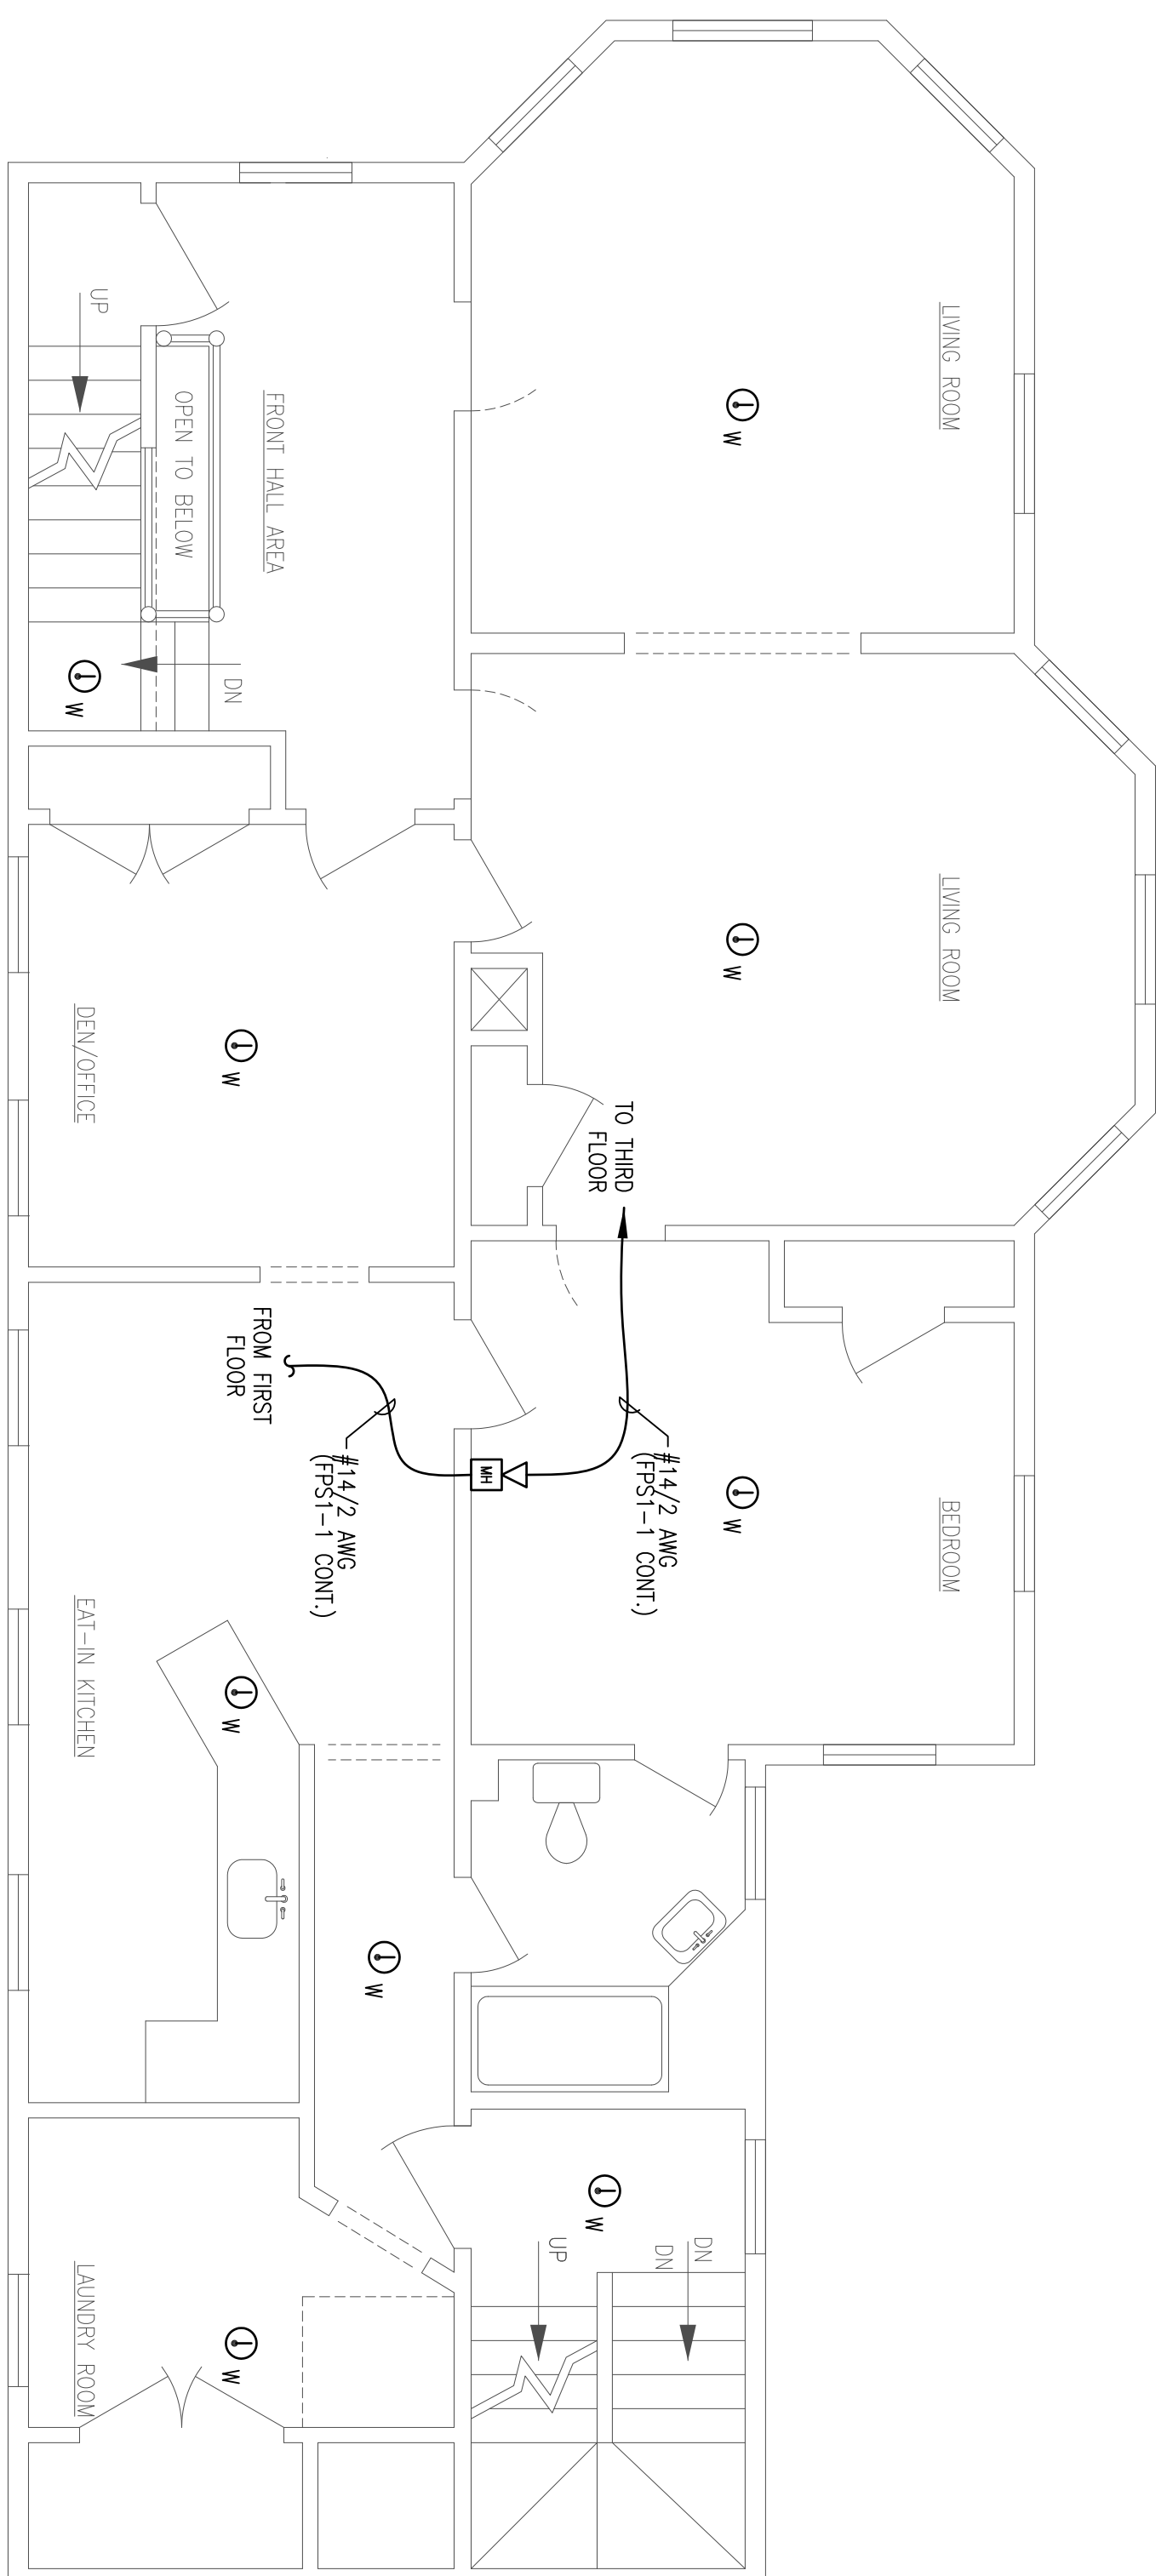 LIVING ROOM
LIVING ROOM
BEDROOM
W
W
W
TO THIRD
FLOOR
#14/2 AWG
(FPS1-1 CONT.)
DN
DN
UP
W
MH
#14/2 AWG
(FPS1-1 CONT.)
FROM FIRST
FLOOR
W
FRONT HALL AREA
OPEN TO BELOW
DN
UP
W
W
W
W
DEN/OFFICE
EAT-IN KITCHEN
LAUNDRY ROOM